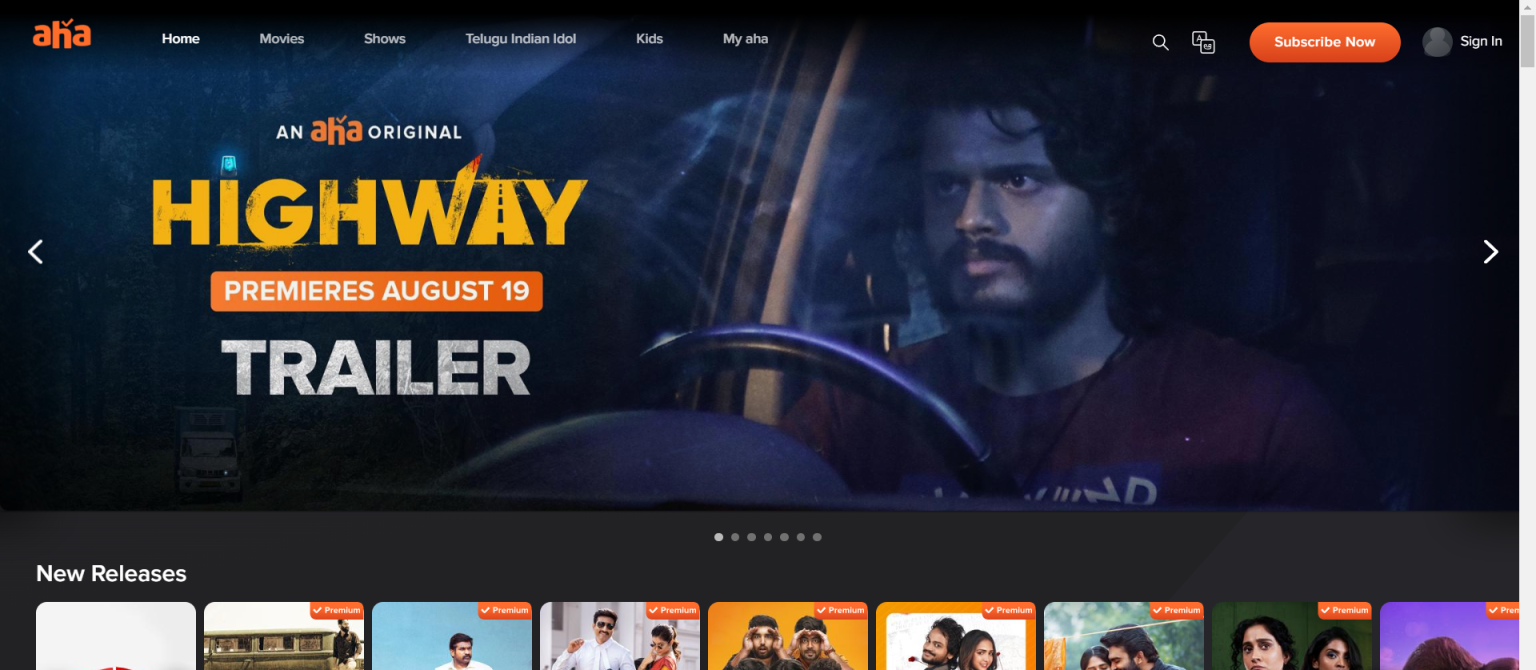 aha
Home
Movies
Shows
Telugu Indian Idol
Kids
My aha
Subscribe Now
Sign In
AN aha ORIGINAL
HIGHWAY
PREMIERES AUGUST 19
TRAILER
New Releases
Premium
Premium
Premium
Premium
Premium
Premium
Premium
Prem